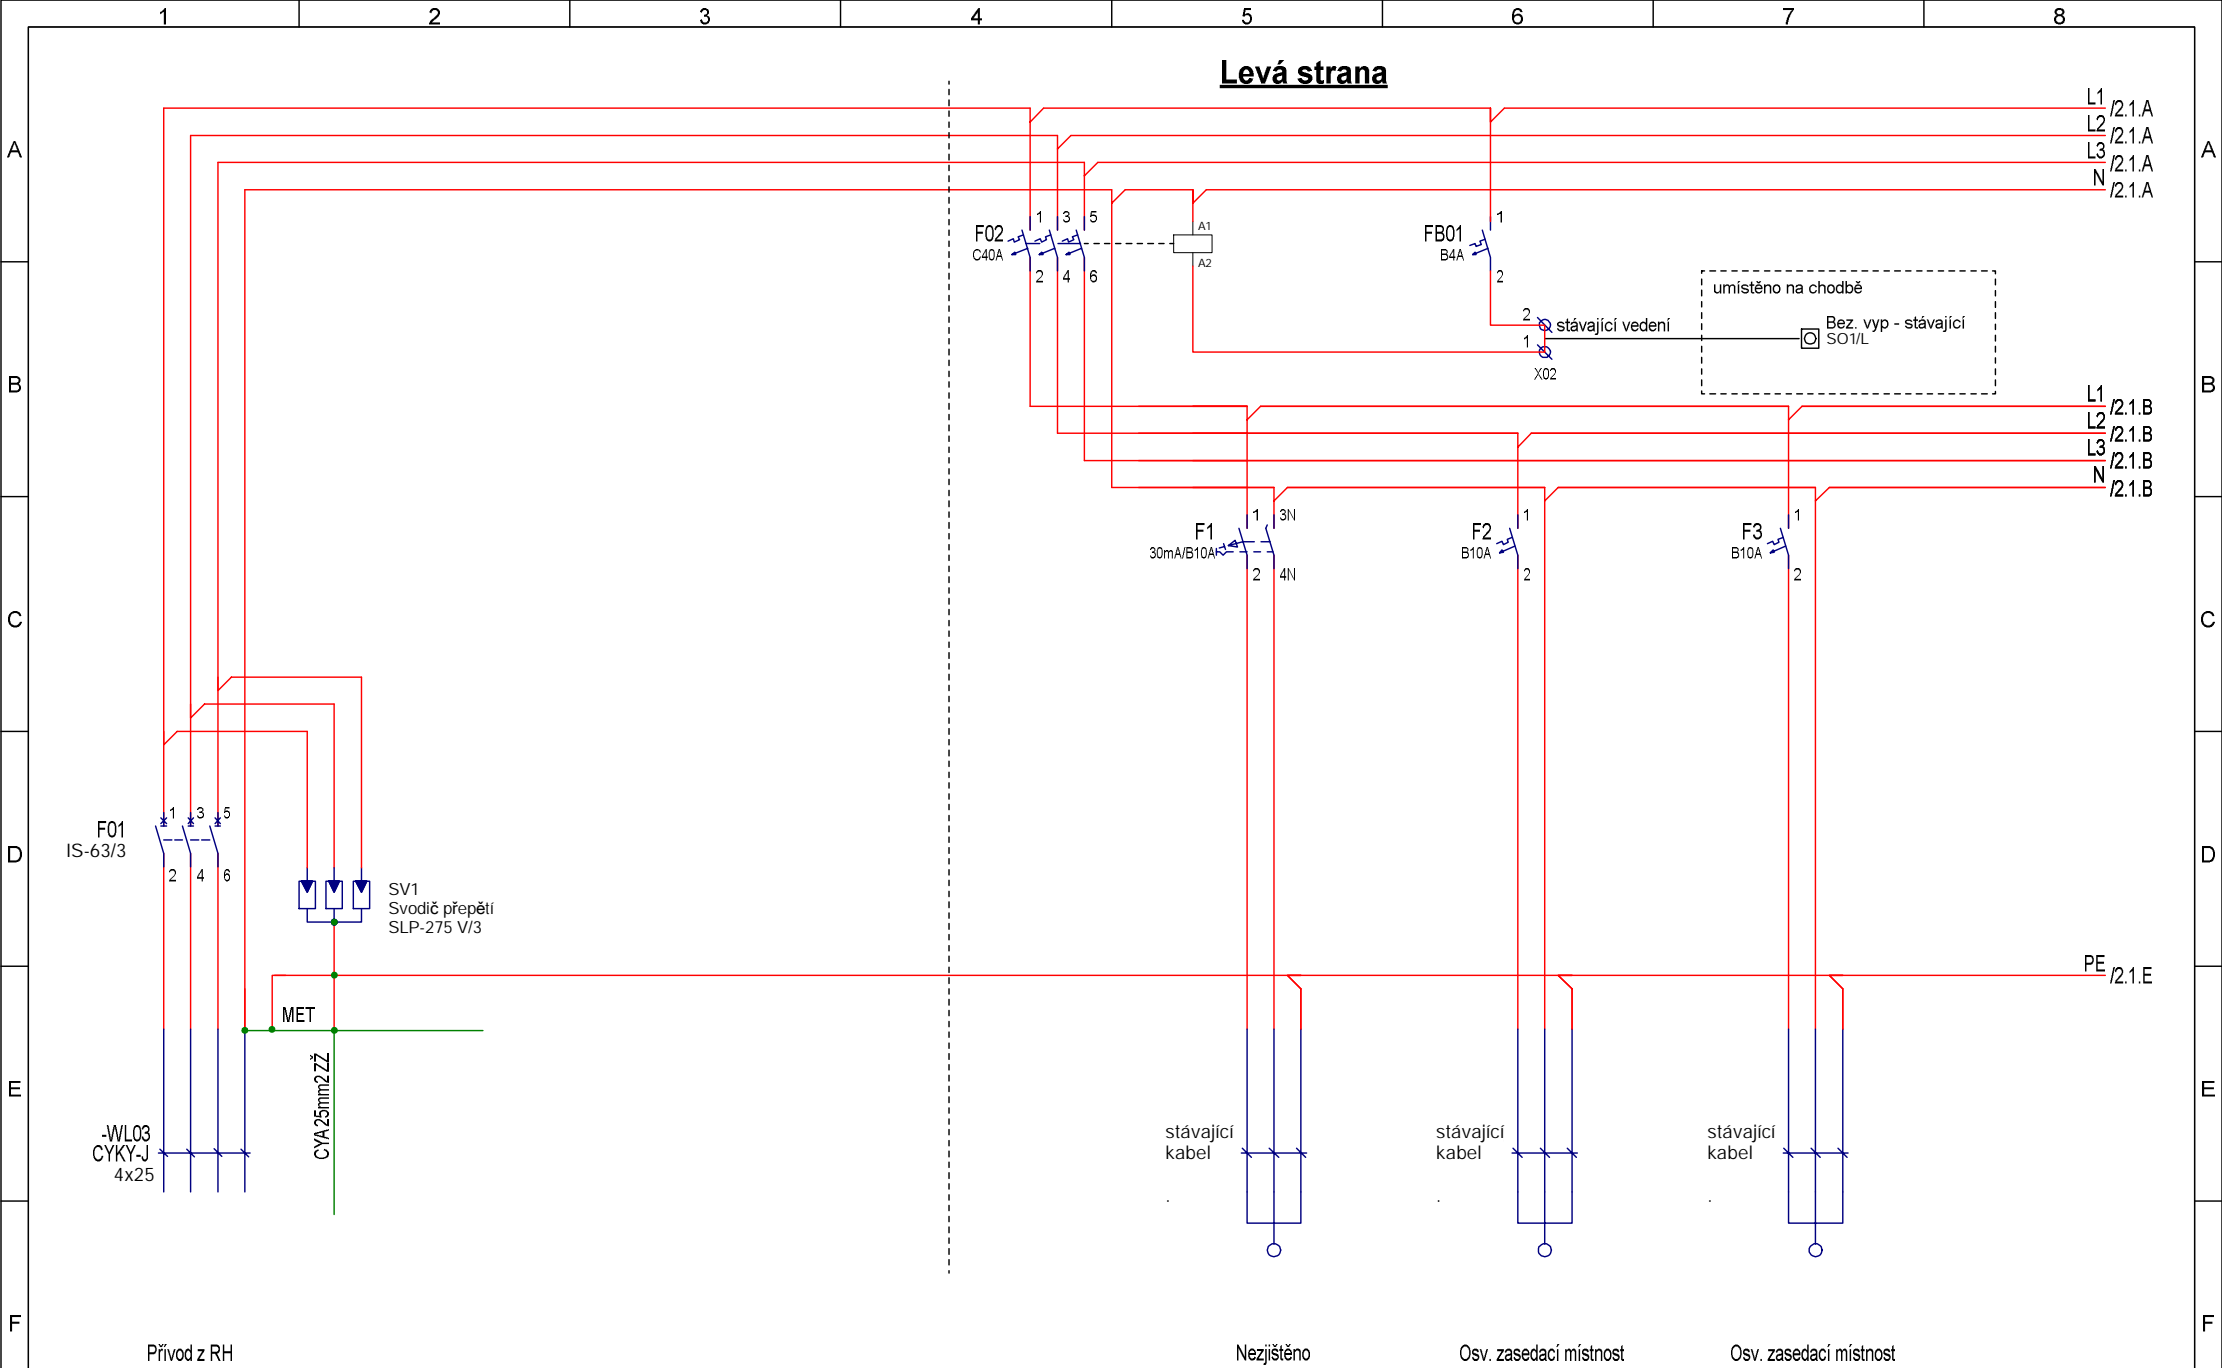 1 2 3 4 5 6 7 8
Levá strana
L1 /2.1.A
L2 /2.1.A
L3 /2.1.A
N /2.1.A
A A
1 3 5
F02
C40A
2 4 6
A1
A2
1
FB01
B4A
2
umístěno na chodbě
Bez. vyp - stávající
SO1/L
2 stávající vedení
1
X02
B B
L1 /2.1.B
L2 /2.1.B
L3 /2.1.B
N /2.1.B
1 3N
F1
30mA/B10A
2 4N
1
F2
B10A
2
1
F3
B10A
2
C C
1 3 5
F01
IS-63/3
2 4 6
D D
SV1
Svodič přepětí
SLP-275 V/3
PE /2.1.E
MET
CYA25mm2 ZŽ
E E
-WL03
CYKY-J
4x25
stávající
kabel
.
stávající
kabel
.
stávající
kabel
.
F F
Přívod z RH
Nezjištěno
Osv. zasedací místnost
Osv. zasedací místnost